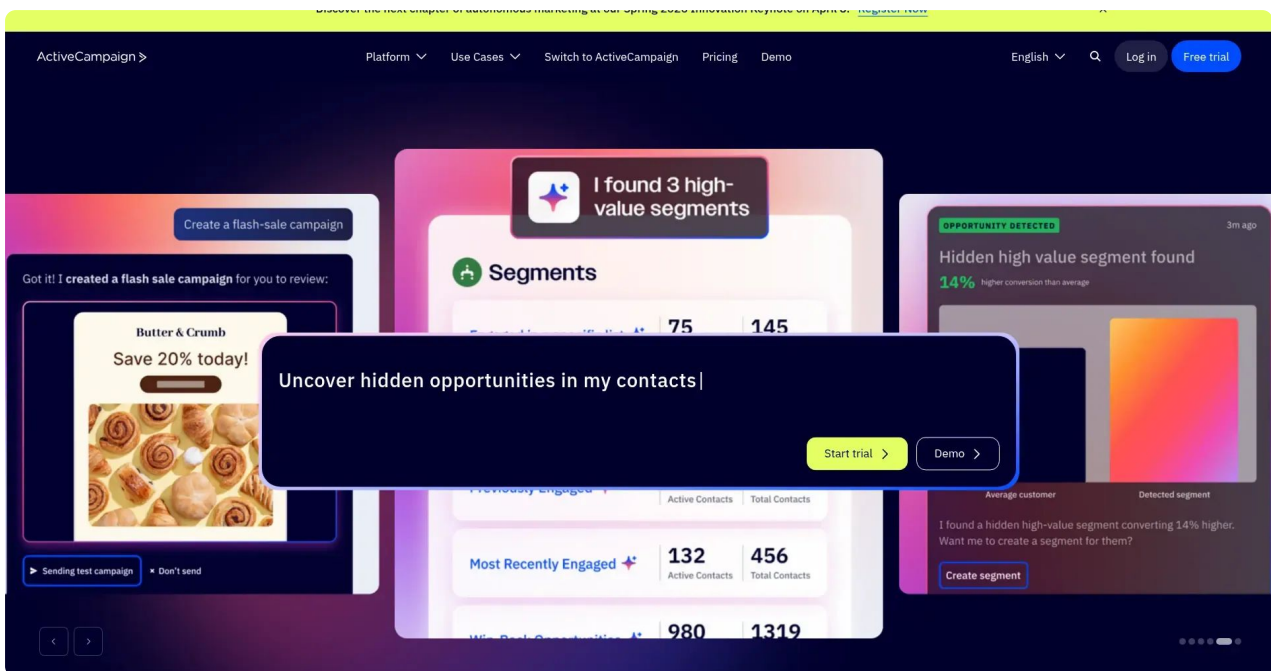 Discover the next chapter of autonomous marketing at our Spring 2026 Innovation Keynote on April 8. Register Now
ActiveCampaign
Platform
Use Cases
Switch to ActiveCampaign
Pricing
Demo
English
Log in
Free trial
Create a flash-sale campaign
Got it! I created a flash sale campaign for you to review:
Butter & Crumb
Save 20% today!
Sending test campaign
Don't send
I found 3 high-
value segments
Segments
75
145
Uncover hidden opportunities in my contacts
Start trial
Demo
Previously Engaged
Active Contacts
Total Contacts
Most Recently Engaged
132
Active Contacts
456
Total Contacts
Win-Back Opportunities
980
1319
OPPORTUNITY DETECTED
3m ago
Hidden high value segment found
14% higher conversion than average
Average customer
Detected segment
I found a hidden high-value segment converting 14% higher.
Want me to create a segment for them?
Create segment